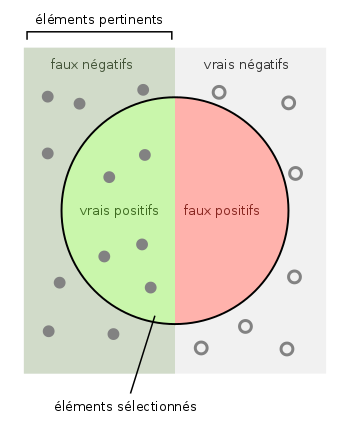 éléments pertinents
faux négatifs
vrais négatifs
vrais positifs
faux positifs
éléments sélectionnés